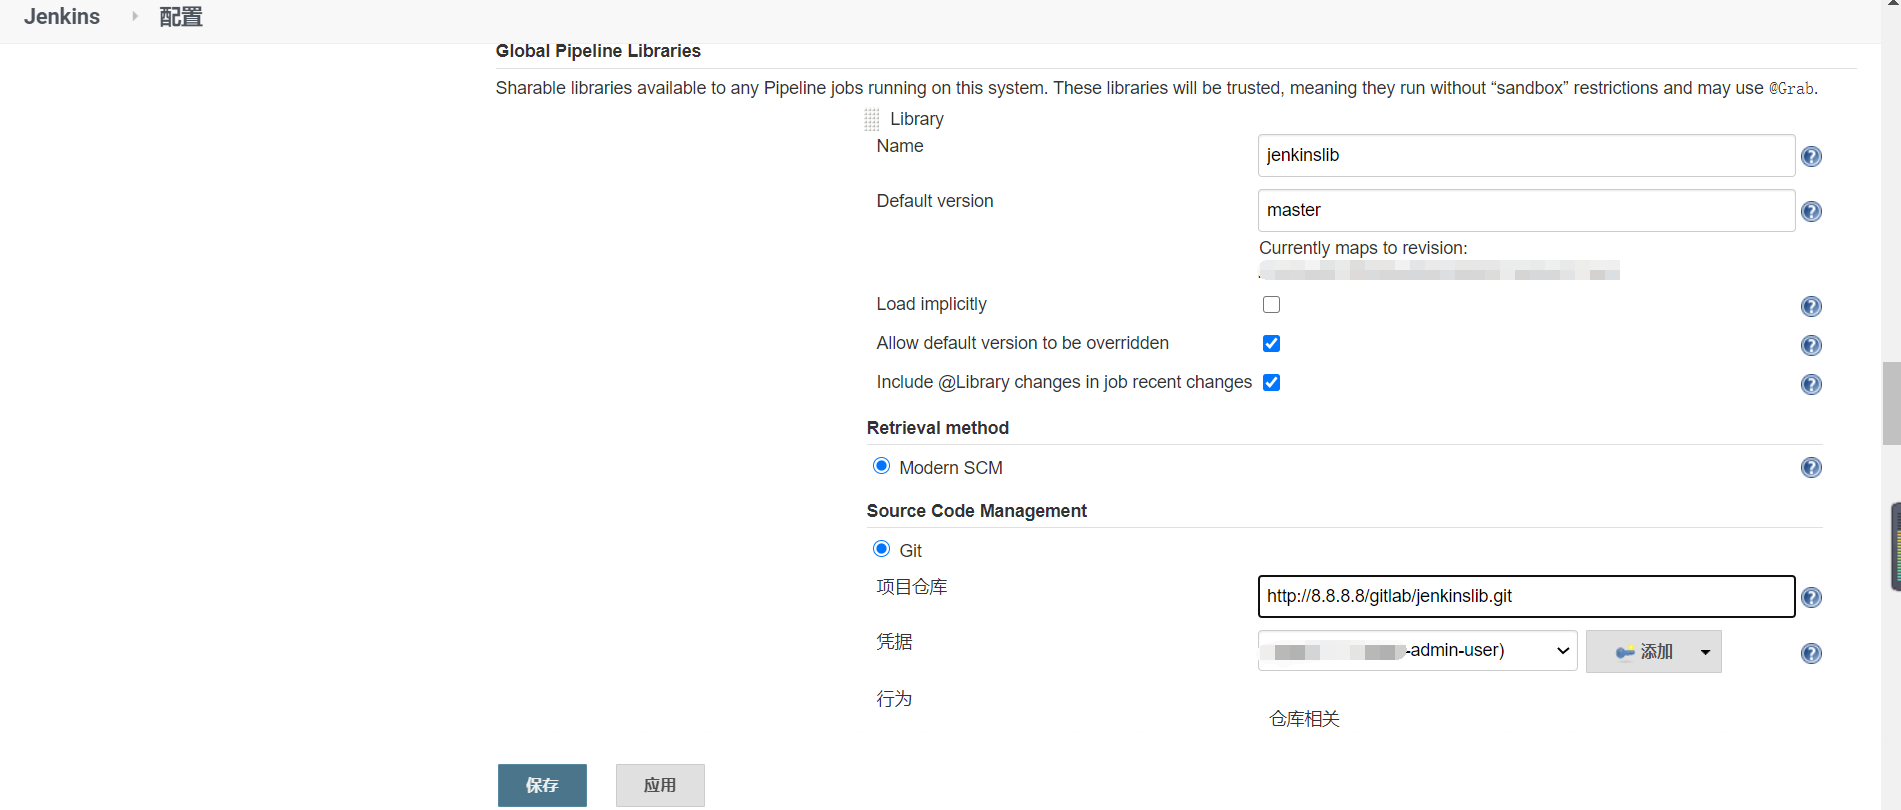 Jenkins 配置
Global Pipeline Libraries
Sharable libraries available to any Pipeline jobs running on this system. These libraries will be trusted, meaning they run without “sandbox” restrictions and may use @Grab.
Library
Name
jenkinslib
Default version
master
Currently maps to revision:
Load implicitly
Allow default version to be overridden
Include @Library changes in job recent changes
Retrieval method
Modern SCM
Source Code Management
Git
项目仓库
http://8.8.8.8/gitlab/jenkinslib.git
凭据
-admin-user)
添加
行为
仓库相关
保存 应用